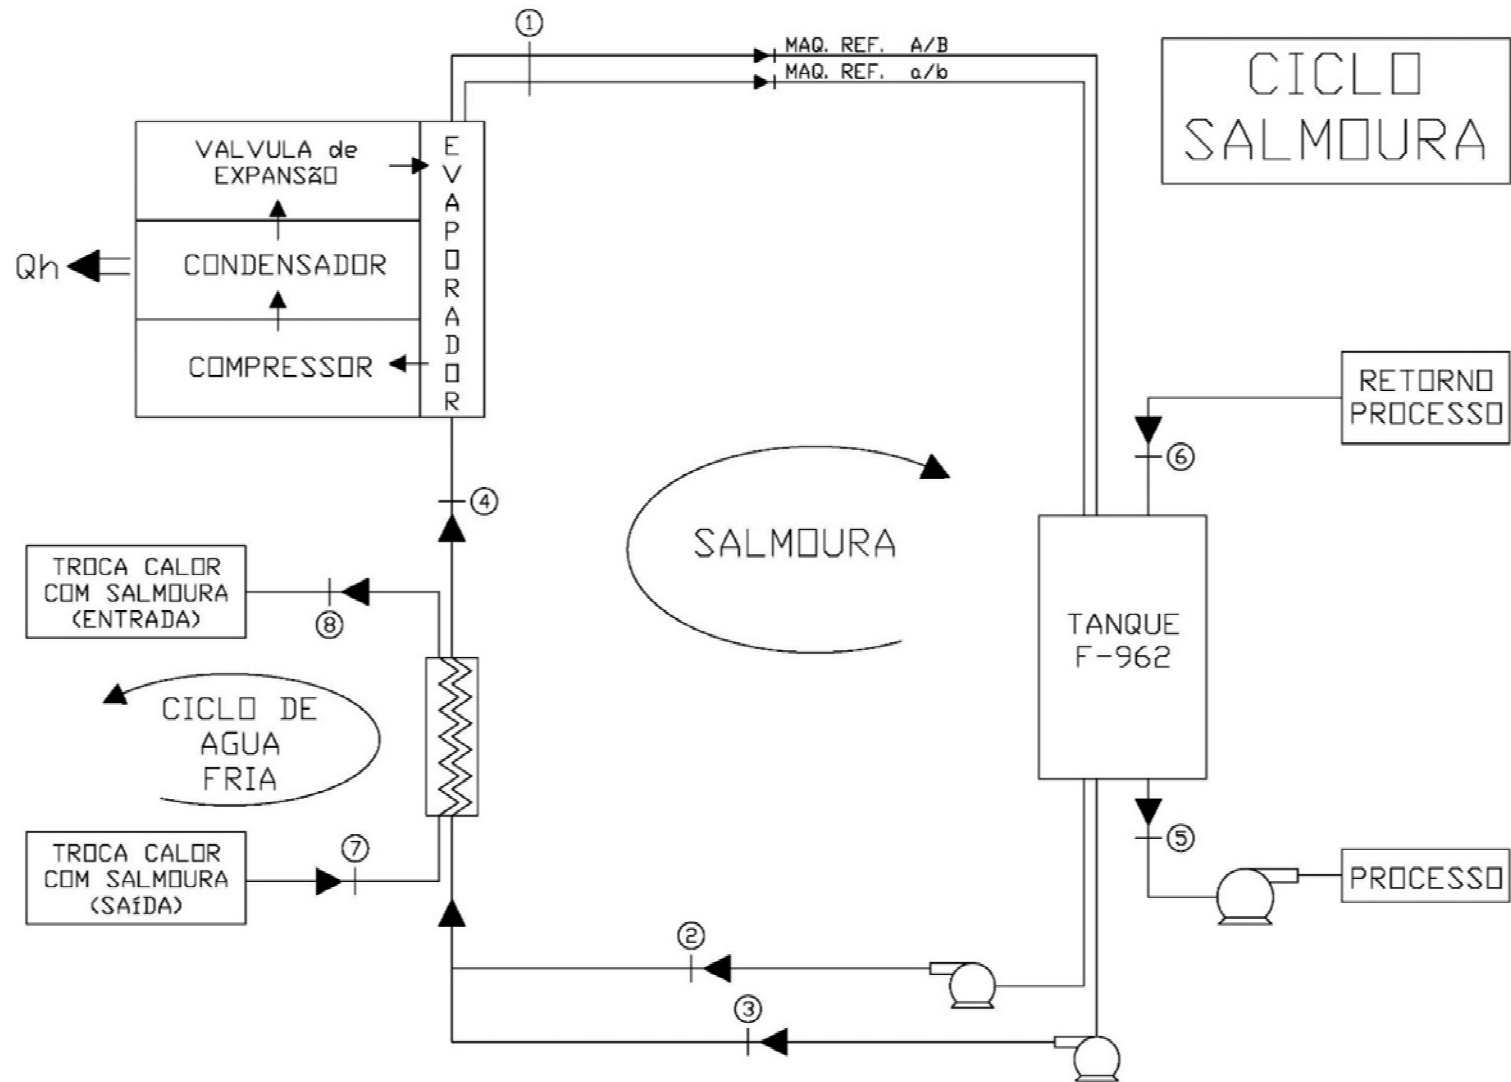 ①
MAQ. REF. A/B
MAQ. REF. a/b
CICLO
SALMOURA
VALVULA de
EXPANSÃO
EVAPORADOR
Qh
CONDENSADOR
COMPRESSOR
RETORNO
PROCESSO
⑥
④
SALMOURA
TROCA CALOR
COM SALMOURA
(ENTRADA)
⑧
TANQUE
F-962
CICLO DE
AGUA
FRIA
TROCA CALOR
COM SALMOURA
(SAÍDA)
⑦
⑤
PROCESSO
②
③